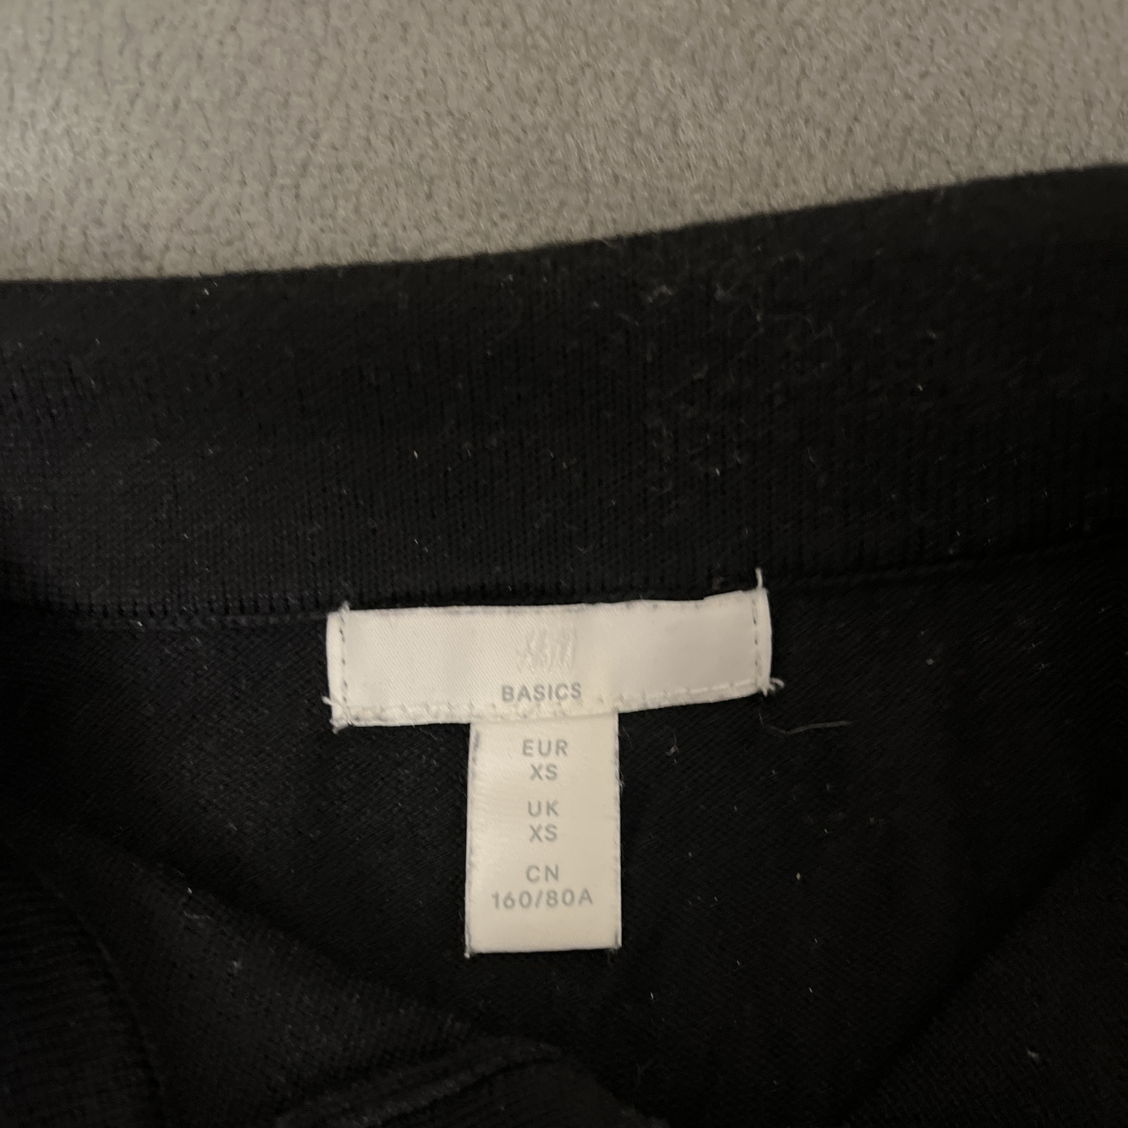 H&M
BASICS
EUR
XS
UK
XS
CN
160/80A